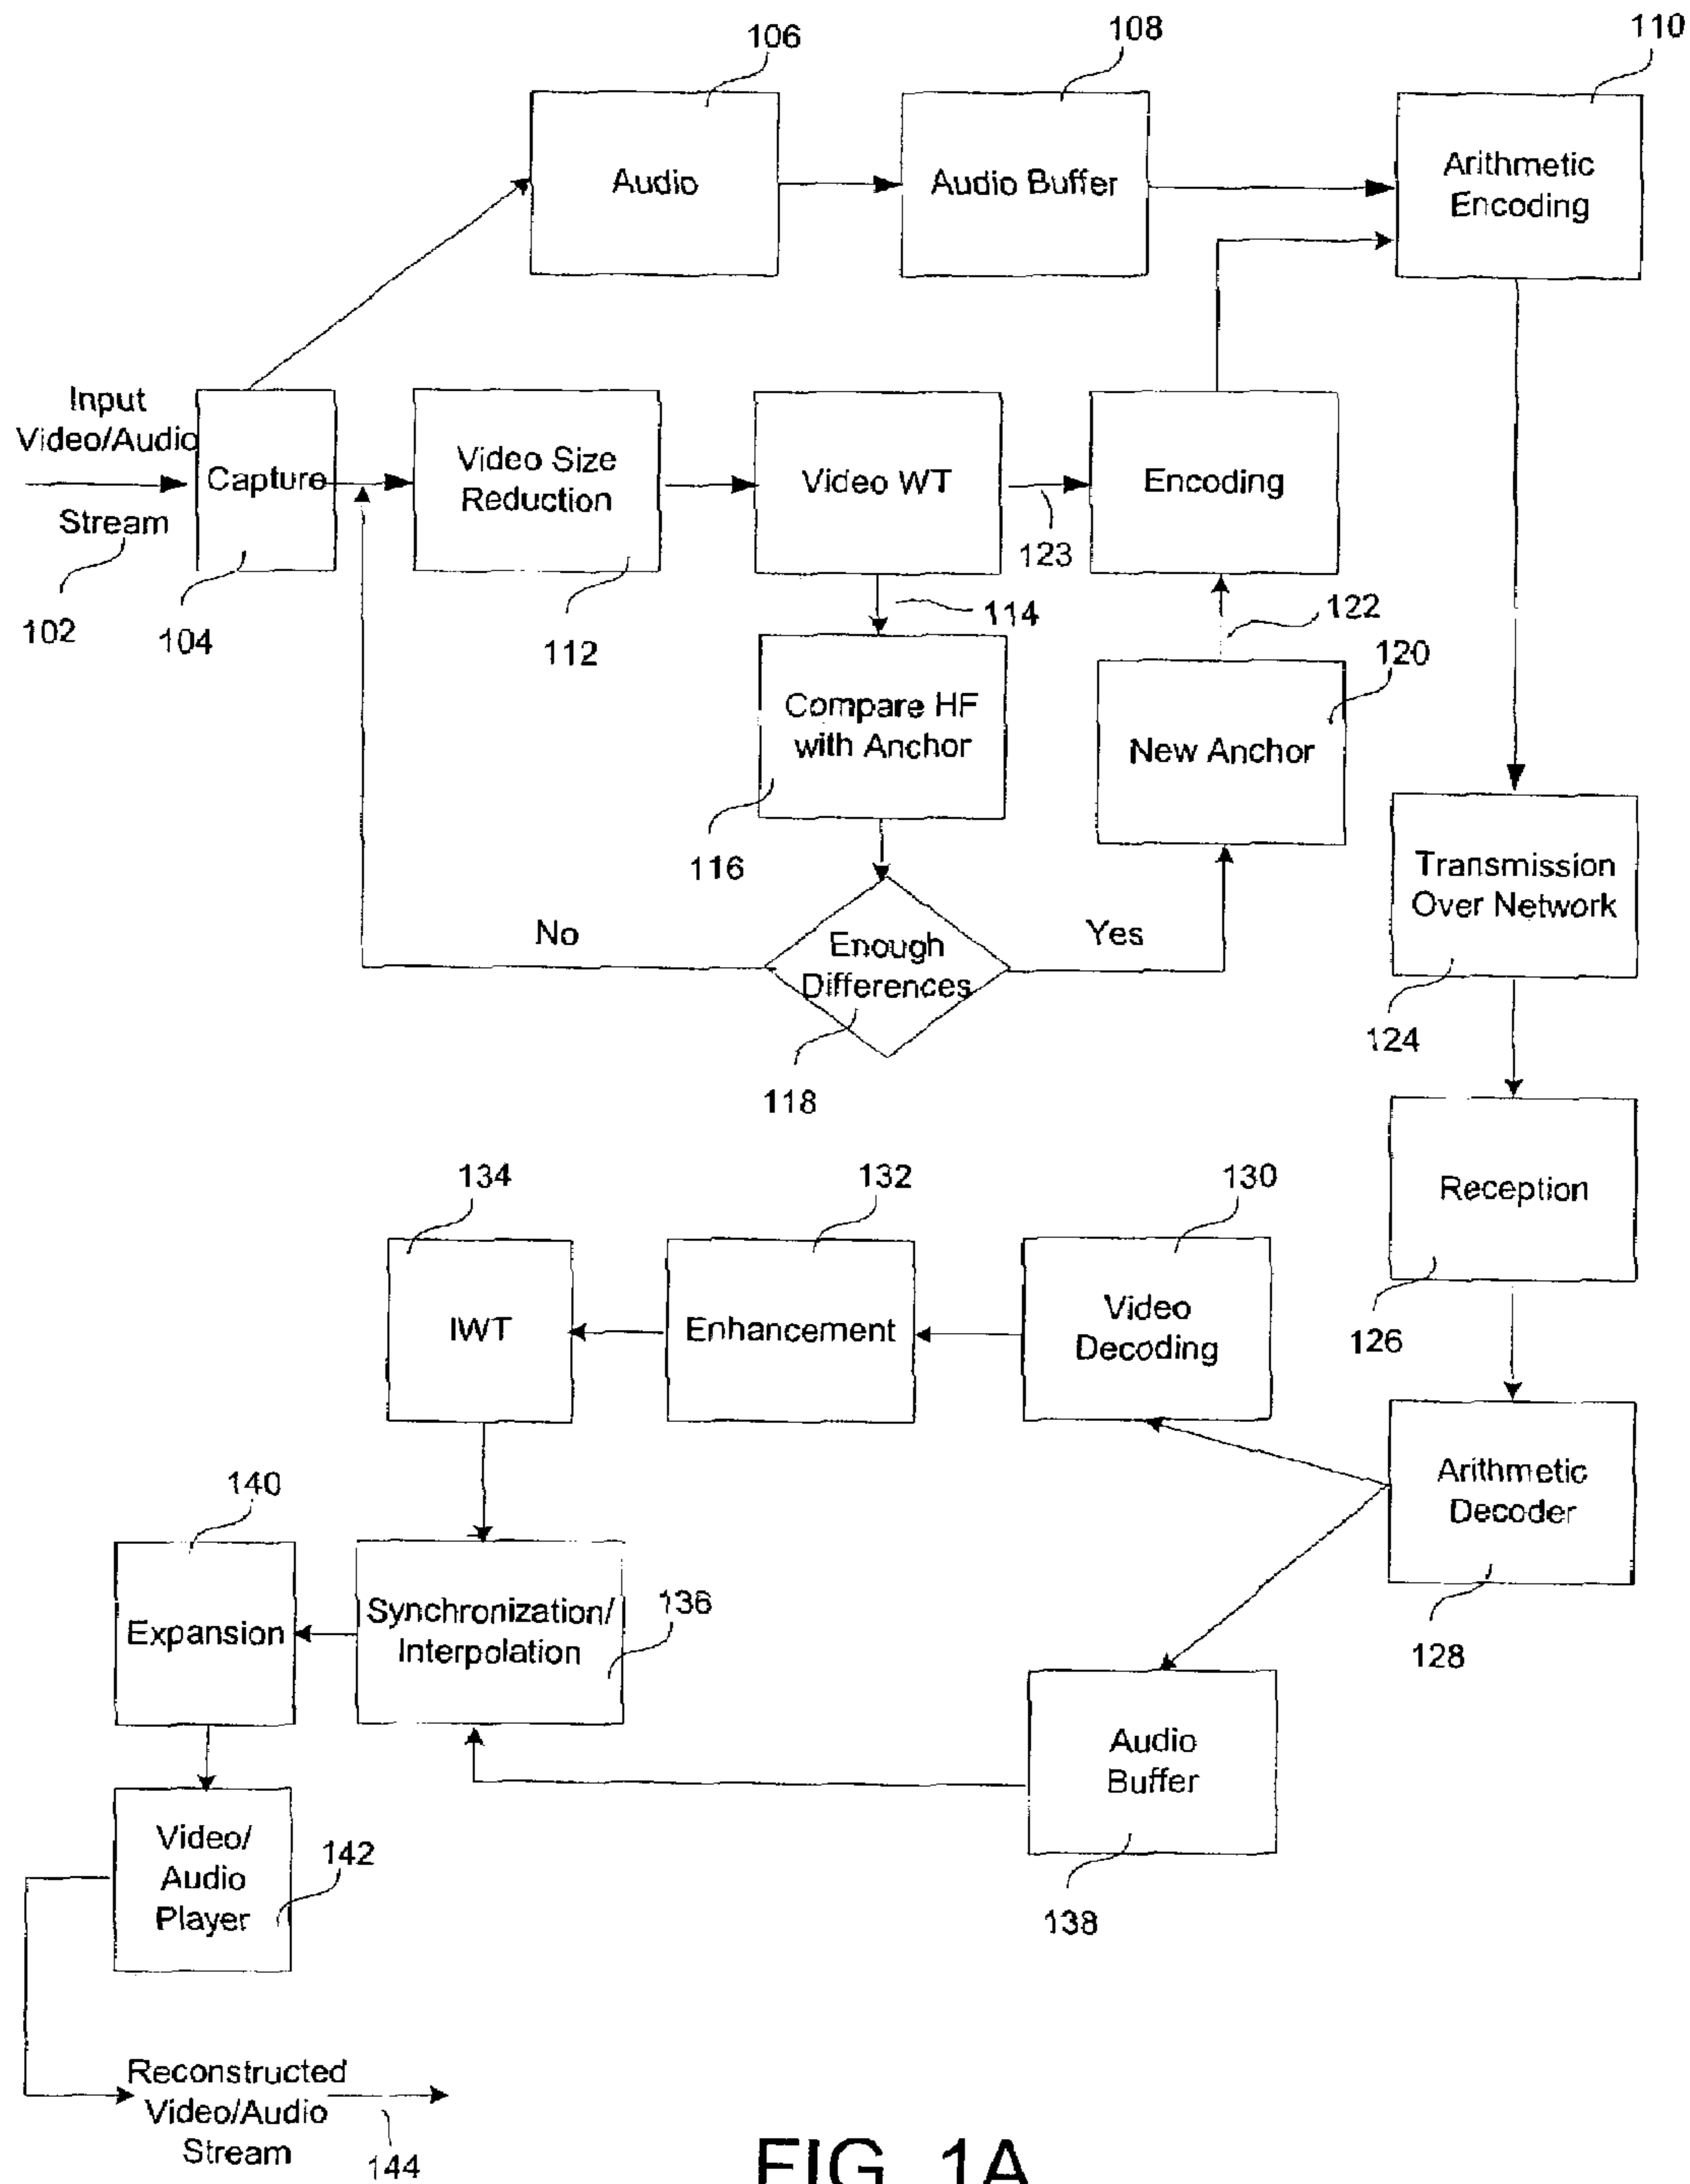 106
108
110
Audio
Audio Buffer
Arithmetic
Encoding
Input
Video/Audio
Stream
102
Capture
104
Video Size
Reduction
112
Video WT
123
Encoding
114
122
120
Compare HF
with Anchor
116
New Anchor
Transmission
Over Network
124
No
Enough
Differences
Yes
118
Reception
126
134
132
130
IWT
Enhancement
Video
Decoding
Arithmetic
Decoder
128
140
Expansion
Synchronization/
Interpolation
136
Audio
Buffer
138
Video/
Audio
Player
142
Reconstructed
Video/Audio
Stream
144
FIG. 1A